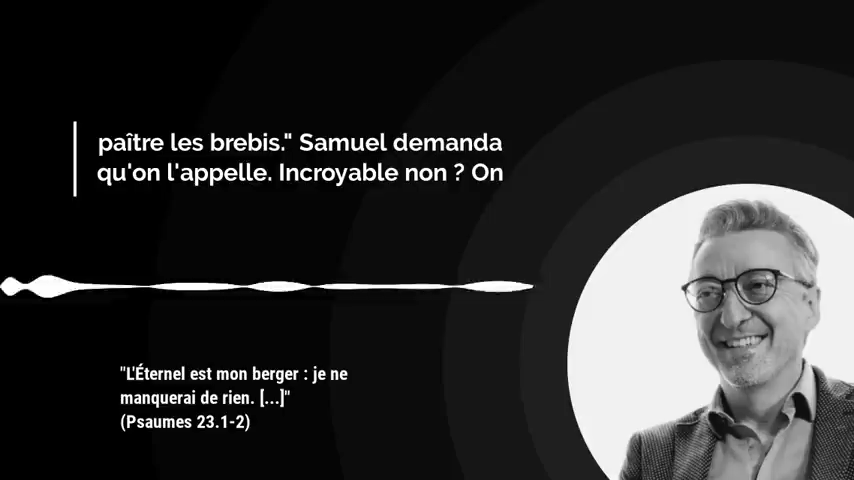 paître les brebis." Samuel demanda
qu'on l'appelle. Incroyable non ? On
"L'Éternel est mon berger : je ne
manquerai de rien. [...]"
(Psaumes 23.1-2)